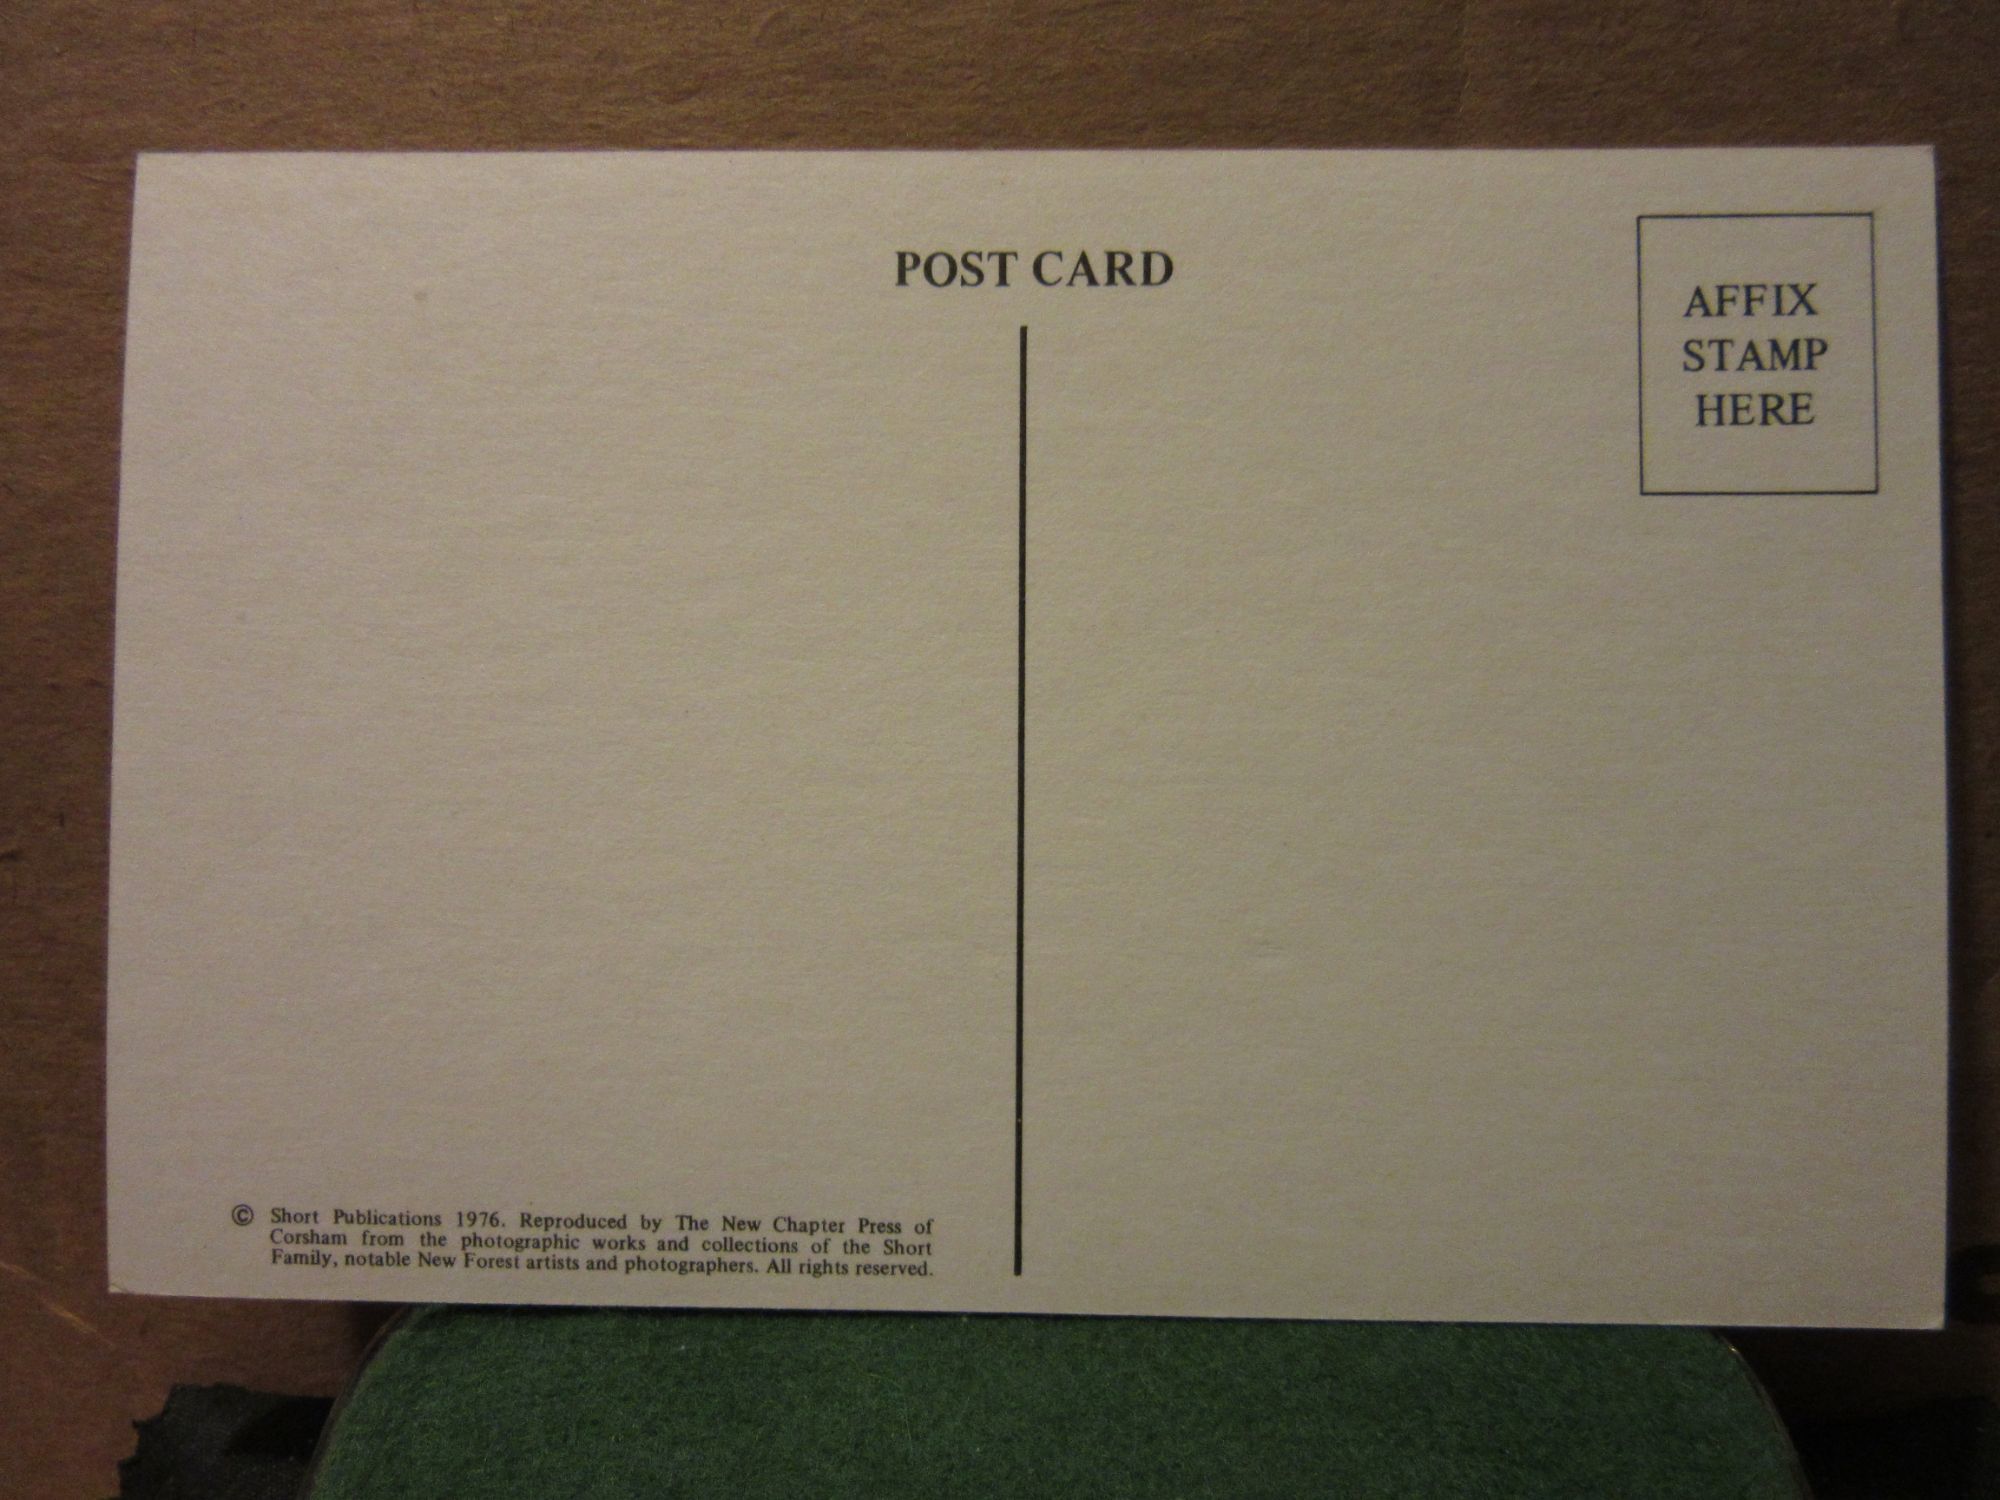 POST CARD
AFFIX
STAMP
HERE
© Short Publications 1976. Reproduced by The New Chapter Press of
Corsham from the photographic works and collections of the Short
Family, notable New Forest artists and photographers. All rights reserved.